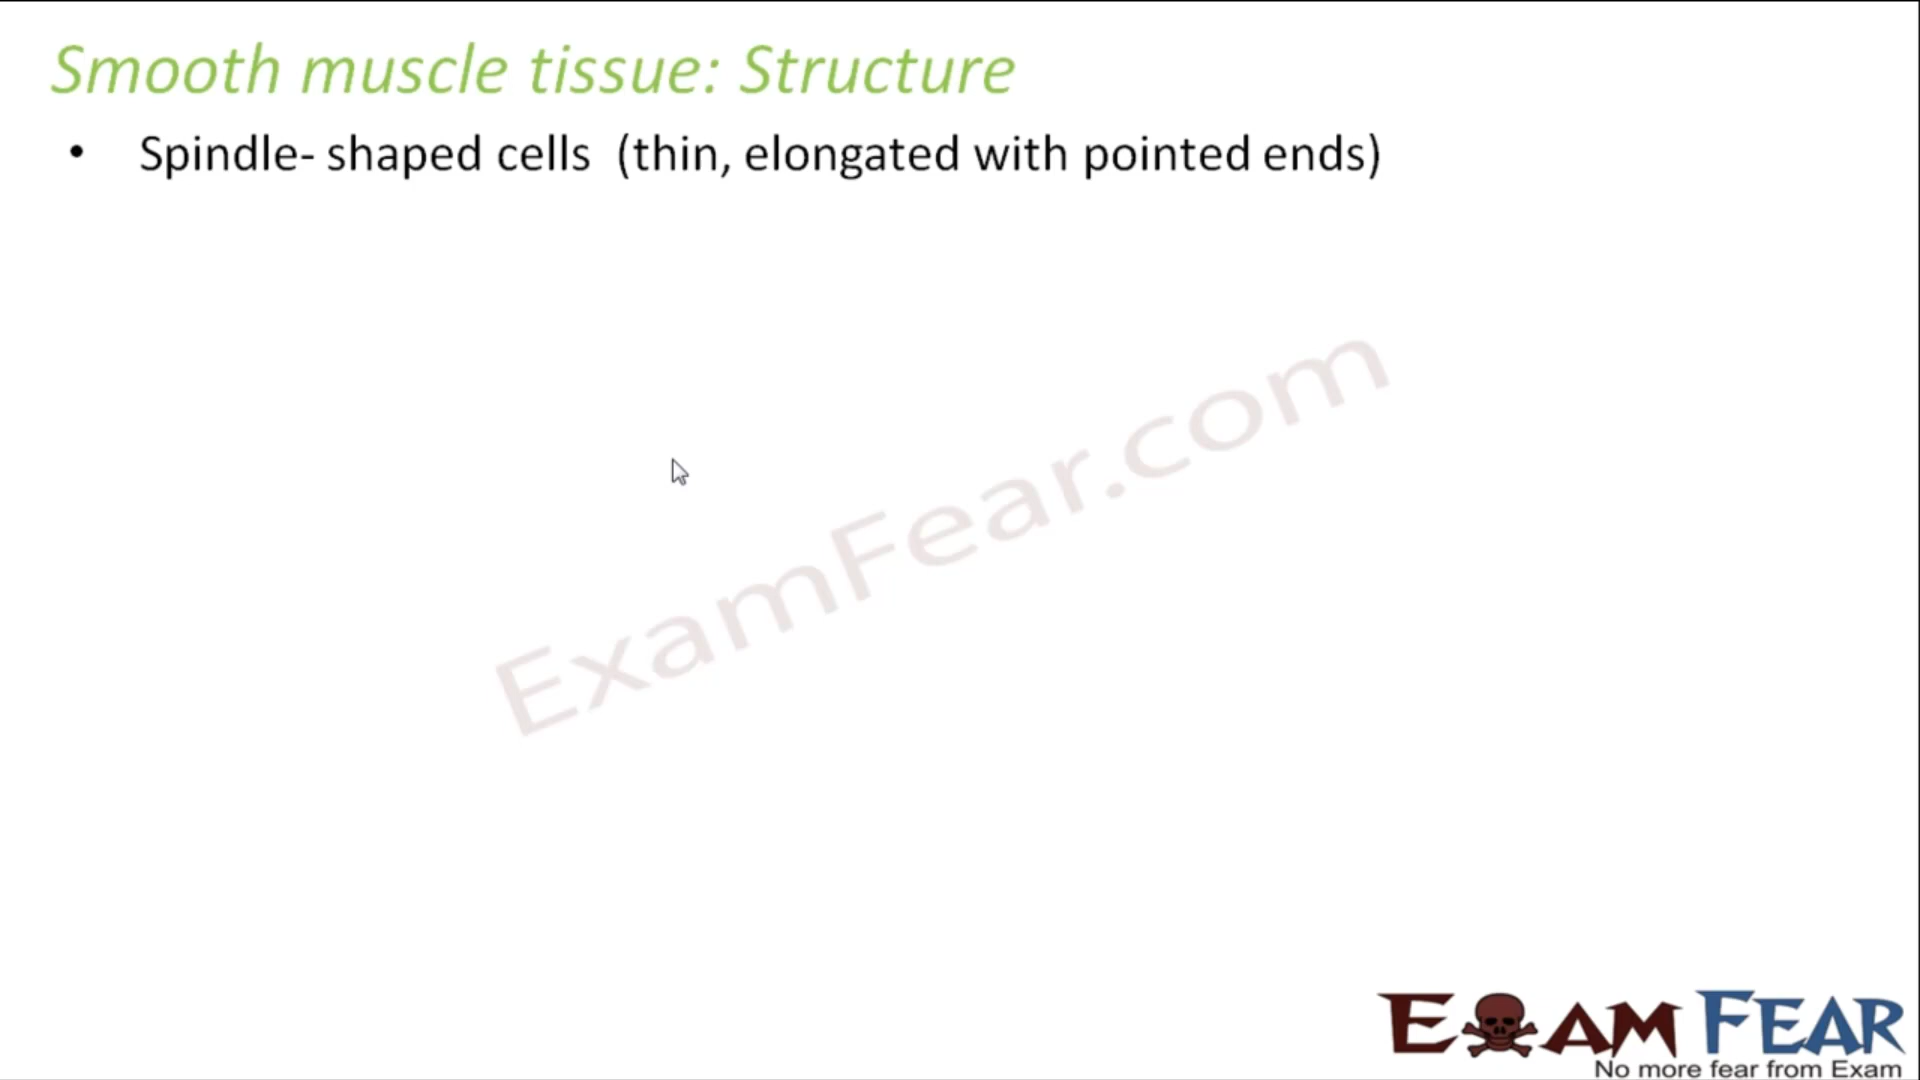 Smooth muscle tissue: Structure
• Spindle- shaped cells (thin, elongated with pointed ends)
ExamFear.com
EXAM FEAR
No more fear from Exam